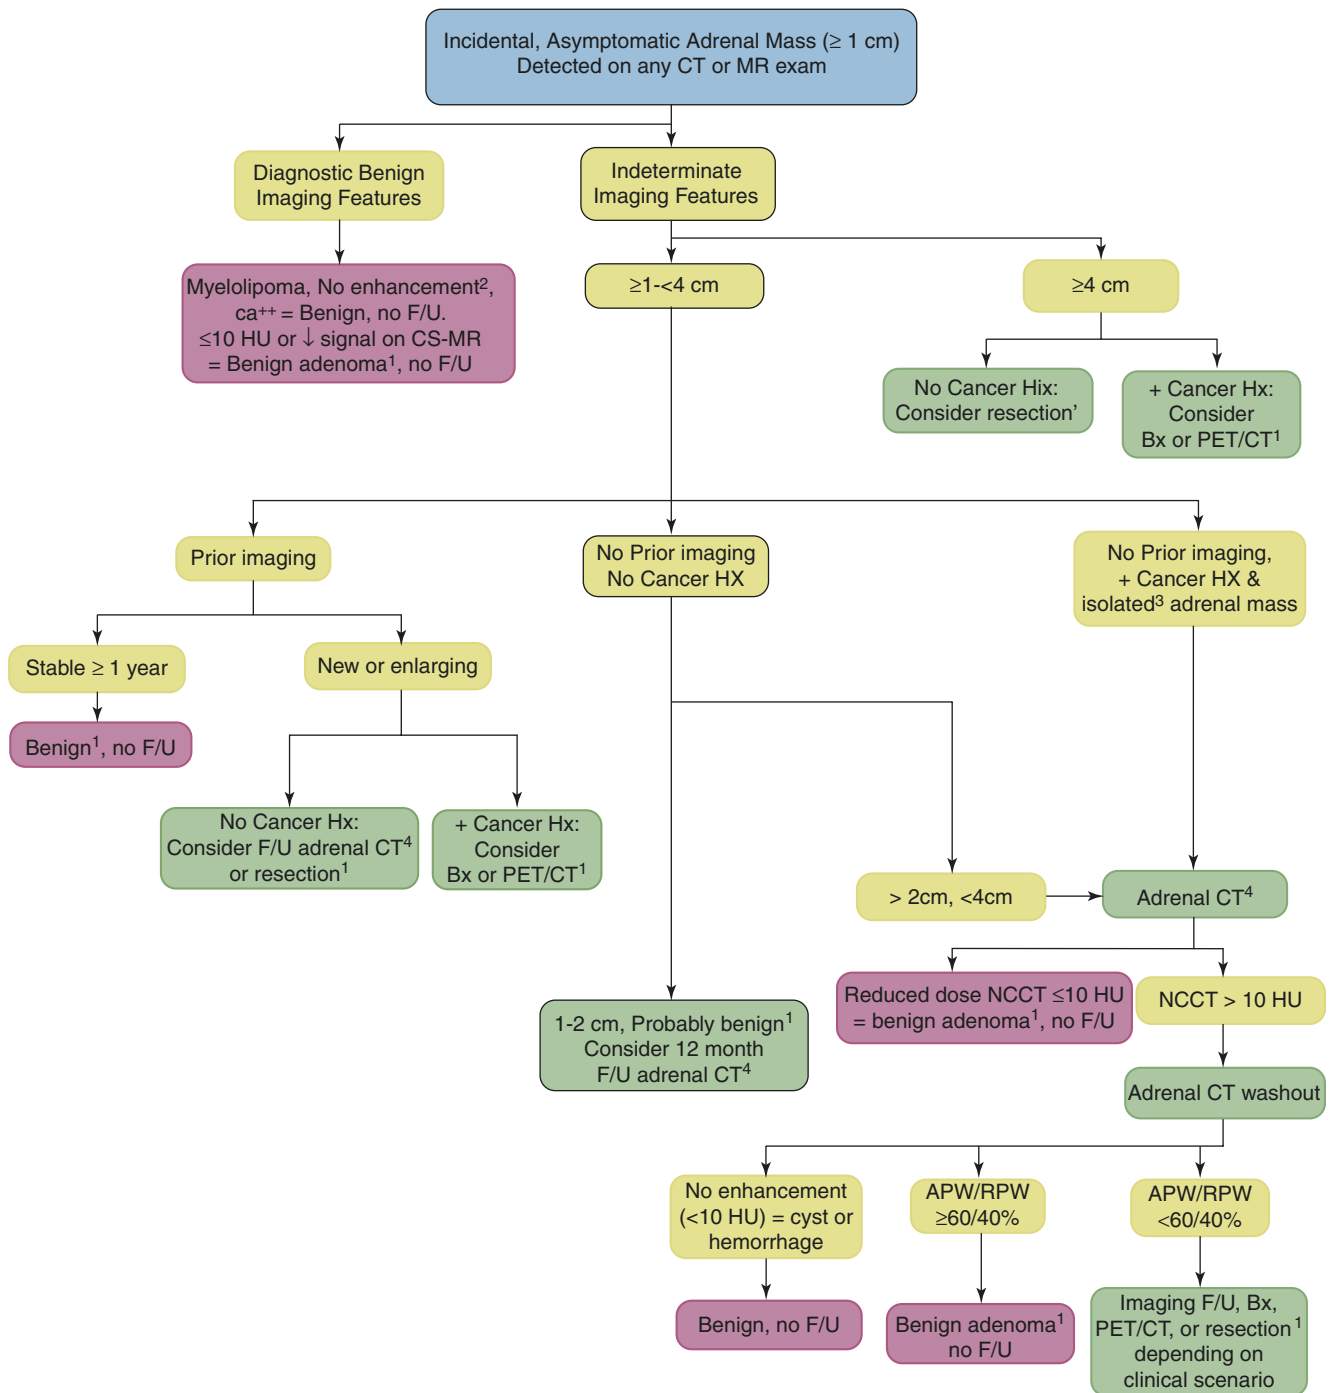 Incidental, Asymptomatic Adrenal Mass (≥ 1 cm)
Detected on any CT or MR exam
Diagnostic Benign
Imaging Features
Indeterminate
Imaging Features
Myelolipoma, No enhancement²,
ca⁺⁺ = Benign, no F/U.
≤10 HU or ↓ signal on CS-MR
= Benign adenoma¹, no F/U
≥1-<4 cm
≥4 cm
No Cancer Hix:
Consider resection’
+ Cancer Hx:
Consider
Bx or PET/CT¹
Prior imaging
No Prior imaging
No Cancer HX
No Prior imaging,
+ Cancer HX &
isolated³ adrenal mass
Stable ≥ 1 year
New or enlarging
Benign¹, no F/U
No Cancer Hx:
Consider F/U adrenal CT⁴
or resection¹
+ Cancer Hx:
Consider
Bx or PET/CT¹
> 2cm, <4cm
Adrenal CT⁴
Reduced dose NCCT ≤10 HU
= benign adenoma¹, no F/U
NCCT > 10 HU
1-2 cm, Probably benign¹
Consider 12 month
F/U adrenal CT⁴
Adrenal CT washout
No enhancement
(<10 HU) = cyst or
hemorrhage
APW/RPW
≥60/40%
APW/RPW
<60/40%
Benign, no F/U
Benign adenoma¹
no F/U
Imaging F/U, Bx,
PET/CT, or resection¹
depending on
clinical scenario